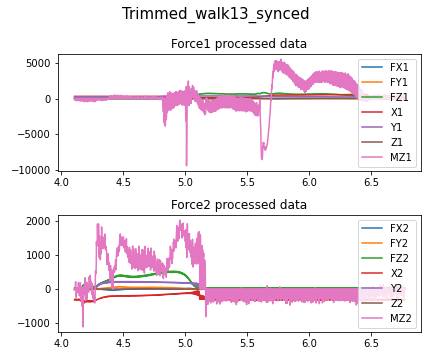 Trimmed_walk13_synced
Force1 processed data
5000
0
−5000
−10000
FX1
FY1
FZ1
X1
Y1
Z1
MZ1
4.0 4.5 5.0 5.5 6.0 6.5
Force2 processed data
2000
1000
0
−1000
FX2
FY2
FZ2
X2
Y2
Z2
MZ2
4.0 4.5 5.0 5.5 6.0 6.5